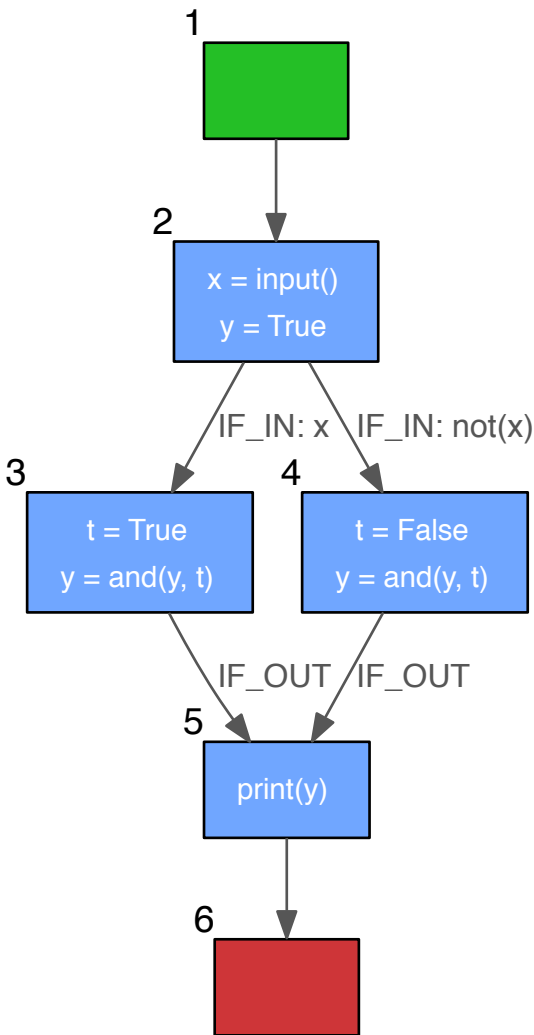 1
2
x = input()
y = True
IF_IN: x
IF_IN: not(x)
3
t = True
y = and(y, t)
4
t = False
y = and(y, t)
IF_OUT
IF_OUT
5
print(y)
6